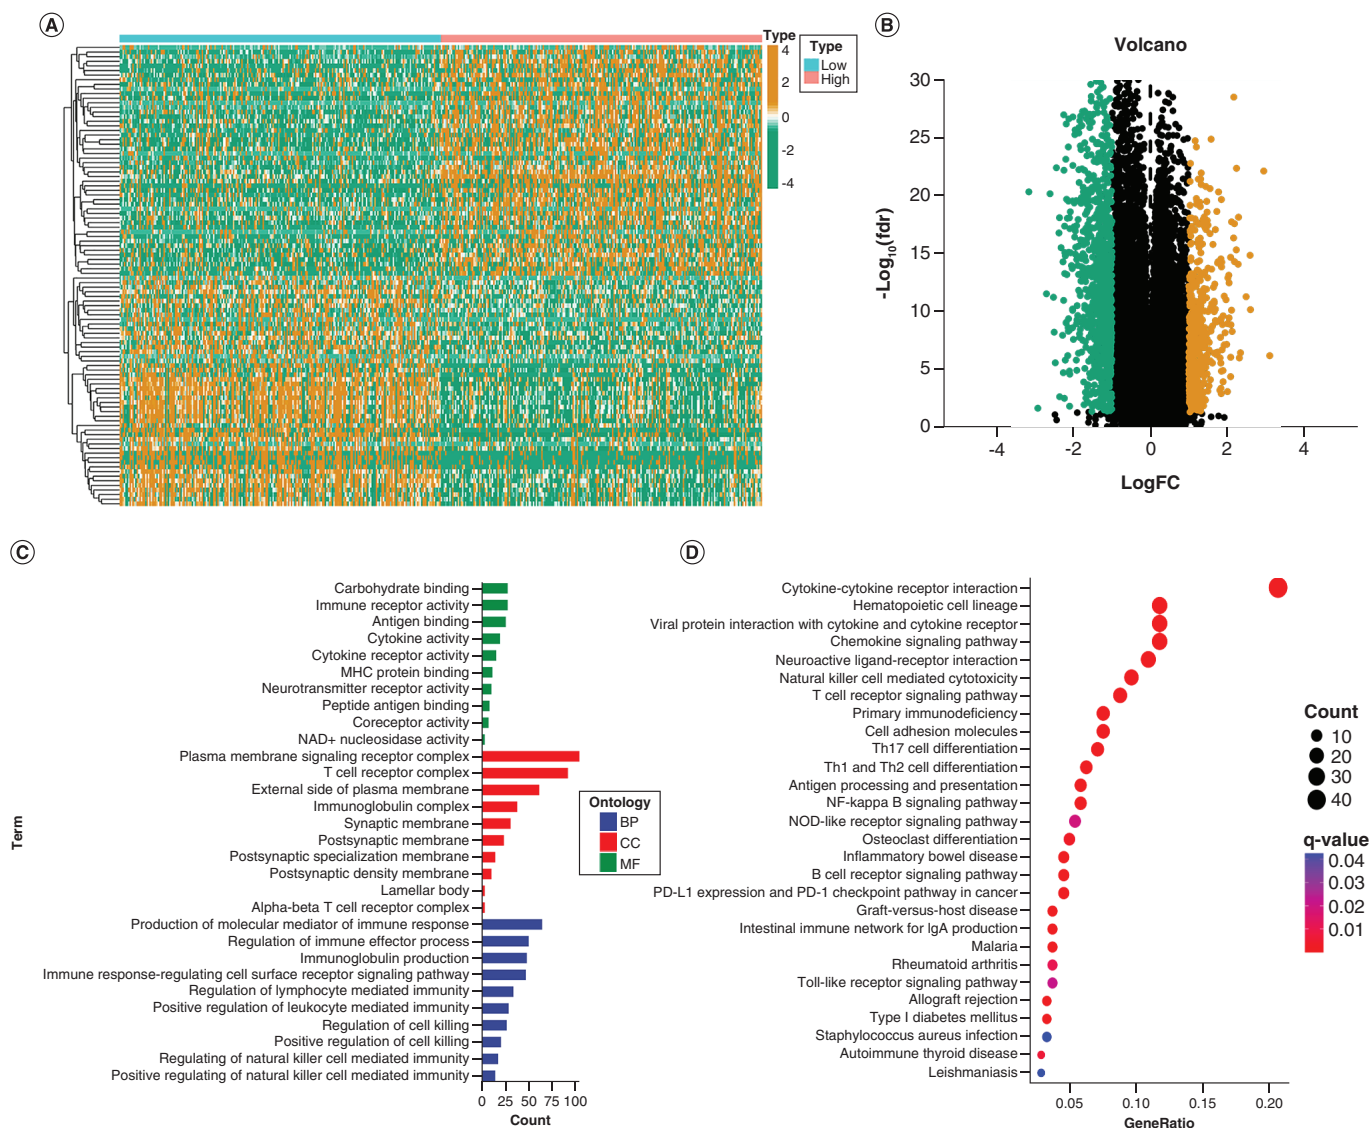 A
Type
4
2
0
-2
-4
Type
Low
High
B
Volcano
30
25
20
15
10
5
0
-Log10(fdr)
-4
-2
0
2
4
LogFC
C
Term
Carbohydrate binding
Immune receptor activity
Antigen binding
Cytokine activity
Cytokine receptor activity
MHC protein binding
Neurotransmitter receptor activity
Peptide antigen binding
Coreceptor activity
NAD+ nucleosidase activity
Plasma membrane signaling receptor complex
T cell receptor complex
External side of plasma membrane
Immunoglobulin complex
Synaptic membrane
Postsynaptic membrane
Postsynaptic specialization membrane
Postsynaptic density membrane
Lamellar body
Alpha-beta T cell receptor complex
Production of molecular mediator of immune response
Regulation of immune effector process
Immunoglobulin production
Immune response-regulating cell surface receptor signaling pathway
Regulation of lymphocyte mediated immunity
Positive regulation of leukocyte mediated immunity
Regulation of cell killing
Positive regulation of cell killing
Regulating of natural killer cell mediated immunity
Positive regulating of natural killer cell mediated immunity
0 25 50 75 100
Count
Ontology
BP
CC
MF
D
Cytokine-cytokine receptor interaction
Hematopoietic cell lineage
Viral protein interaction with cytokine and cytokine receptor
Chemokine signaling pathway
Neuroactive ligand-receptor interaction
Natural killer cell mediated cytotoxicity
T cell receptor signaling pathway
Primary immunodeficiency
Cell adhesion molecules
Th17 cell differentiation
Th1 and Th2 cell differentiation
Antigen processing and presentation
NF-kappa B signaling pathway
NOD-like receptor signaling pathway
Osteoclast differentiation
Inflammatory bowel disease
B cell receptor signaling pathway
PD-L1 expression and PD-1 checkpoint pathway in cancer
Graft-versus-host disease
Intestinal immune network for IgA production
Malaria
Rheumatoid arthritis
Toll-like receptor signaling pathway
Allograft rejection
Type I diabetes mellitus
Staphylococcus aureus infection
Autoimmune thyroid disease
Leishmaniasis
0.05 0.10 0.15 0.20
GeneRatio
Count
10
20
30
40
q-value
0.04
0.03
0.02
0.01